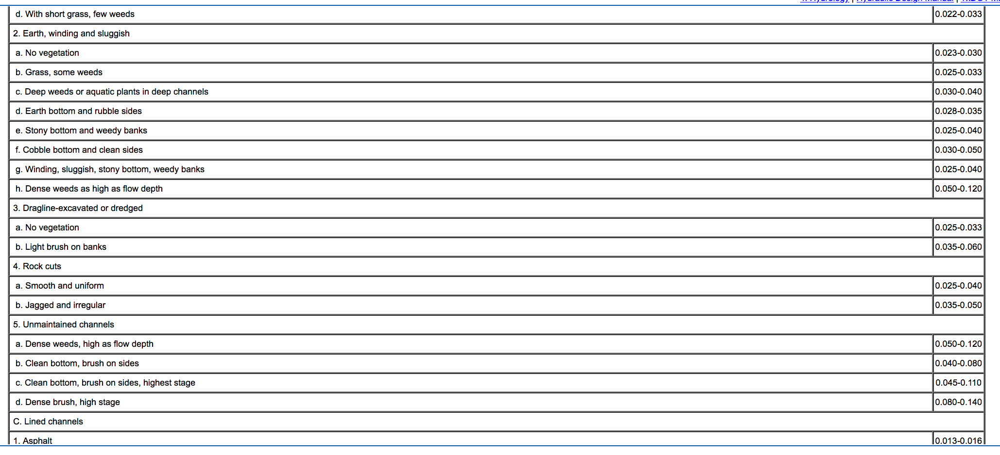 d. With short grass, few weeds 0.022-0.033
2. Earth, winding and sluggish
a. No vegetation 0.023-0.030
b. Grass, some weeds 0.025-0.033
c. Deep weeds or aquatic plants in deep channels 0.030-0.040
d. Earth bottom and rubble sides 0.028-0.035
e. Stony bottom and weedy banks 0.025-0.040
f. Cobble bottom and clean sides 0.030-0.050
g. Winding, sluggish, stony bottom, weedy banks 0.025-0.040
h. Dense weeds as high as flow depth 0.050-0.120
3. Dragline-excavated or dredged
a. No vegetation 0.025-0.033
b. Light brush on banks 0.035-0.060
4. Rock cuts
a. Smooth and uniform 0.025-0.040
b. Jagged and irregular 0.035-0.050
5. Unmaintained channels
a. Dense weeds, high as flow depth 0.050-0.120
b. Clean bottom, brush on sides 0.040-0.080
c. Clean bottom, brush on sides, highest stage 0.045-0.110
d. Dense brush, high stage 0.080-0.140
C. Lined channels
1. Asphalt 0.013-0.016